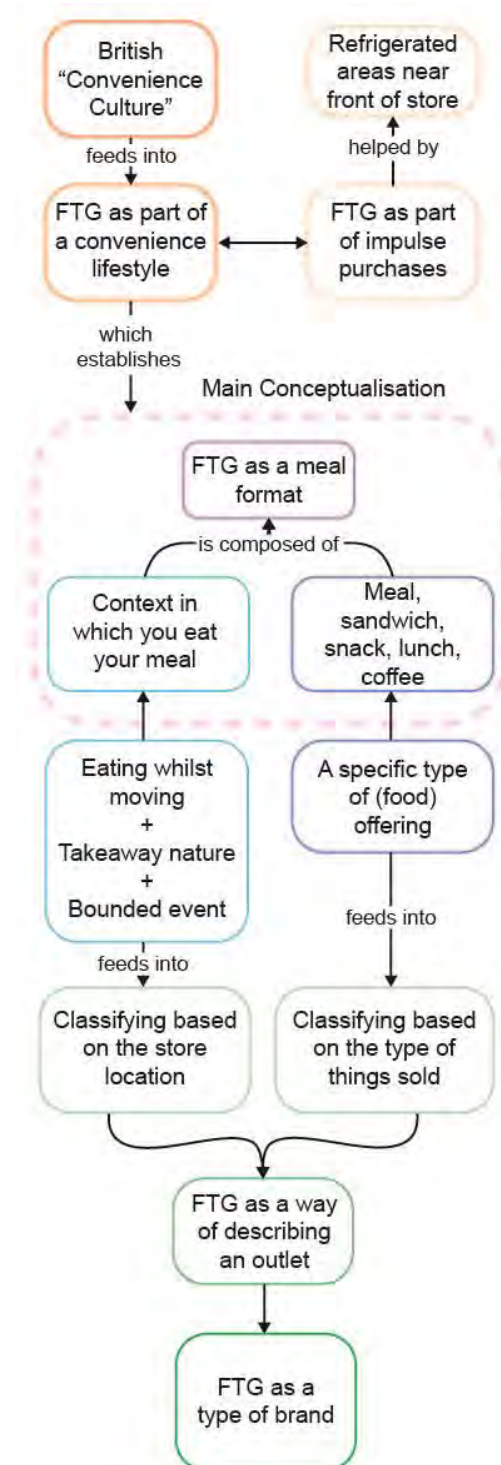 British
“Convenience
Culture”
Refrigerated
areas near
front of store
feeds into
helped by
FTG as part of
a convenience
lifestyle
FTG as part
of impulse
purchases
which
establishes
Main Conceptualisation
FTG as a meal
format
is composed of
Context in
which you eat
your meal
Meal,
sandwich,
snack, lunch,
coffee
Eating whilst
moving
+
Takeaway nature
+
Bounded event
A specific type
of (food)
offering
feeds into
feeds into
Classifying based
on the store
location
Classifying based
on the type of
things sold
FTG as a way
of describing
an outlet
FTG as a
type of brand